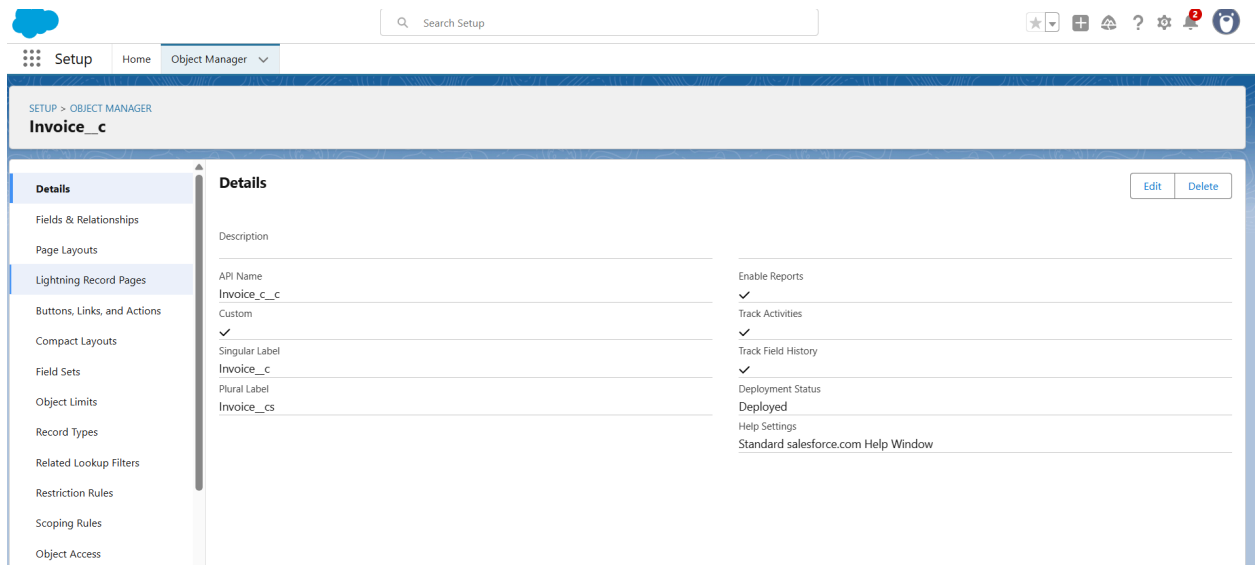 Search Setup
2
Setup
Home
Object Manager
SETUP > OBJECT MANAGER
Invoice__c
Details
Fields & Relationships
Page Layouts
Lightning Record Pages
Buttons, Links, and Actions
Compact Layouts
Field Sets
Object Limits
Record Types
Related Lookup Filters
Restriction Rules
Scoping Rules
Object Access
Details
Edit
Delete
Description
API Name
Invoice_c__c
Custom
Singular Label
Invoice__c
Plural Label
Invoice__cs
Enable Reports
Track Activities
Track Field History
Deployment Status
Deployed
Help Settings
Standard salesforce.com Help Window